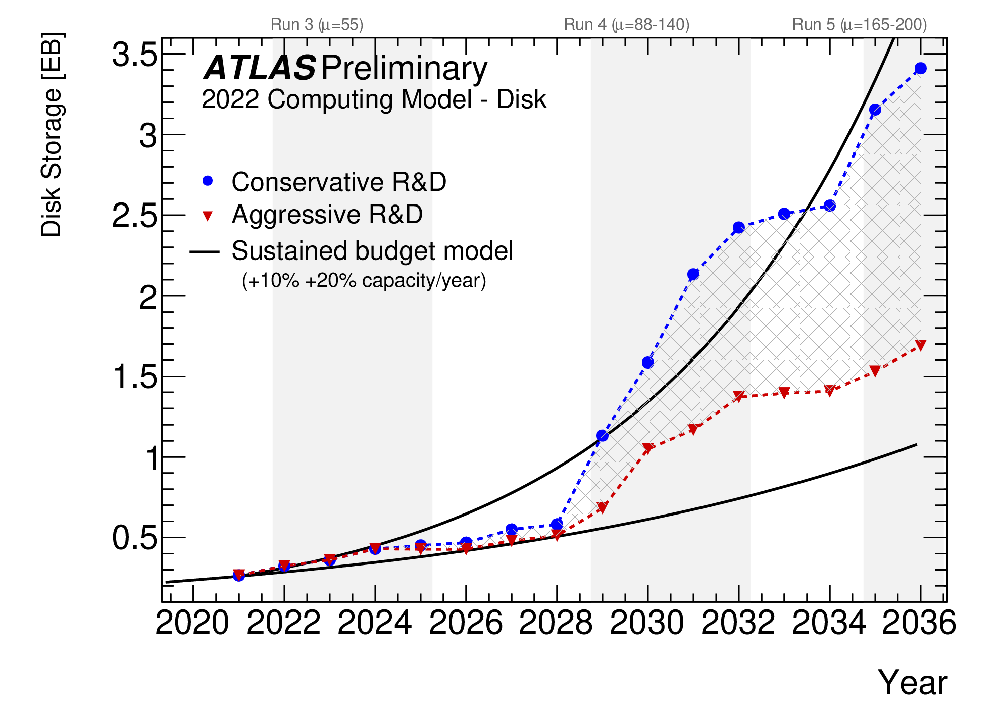 Run 3 (μ=55) Run 4 (μ=88-140) Run 5 (μ=165-200)
Disk Storage [EB]
ATLAS Preliminary
2022 Computing Model - Disk
Conservative R&D
Aggressive R&D
Sustained budget model
(+10% +20% capacity/year)
3.5
3
2.5
2
1.5
1
0.5
2020 2022 2024 2026 2028 2030 2032 2034 2036
Year